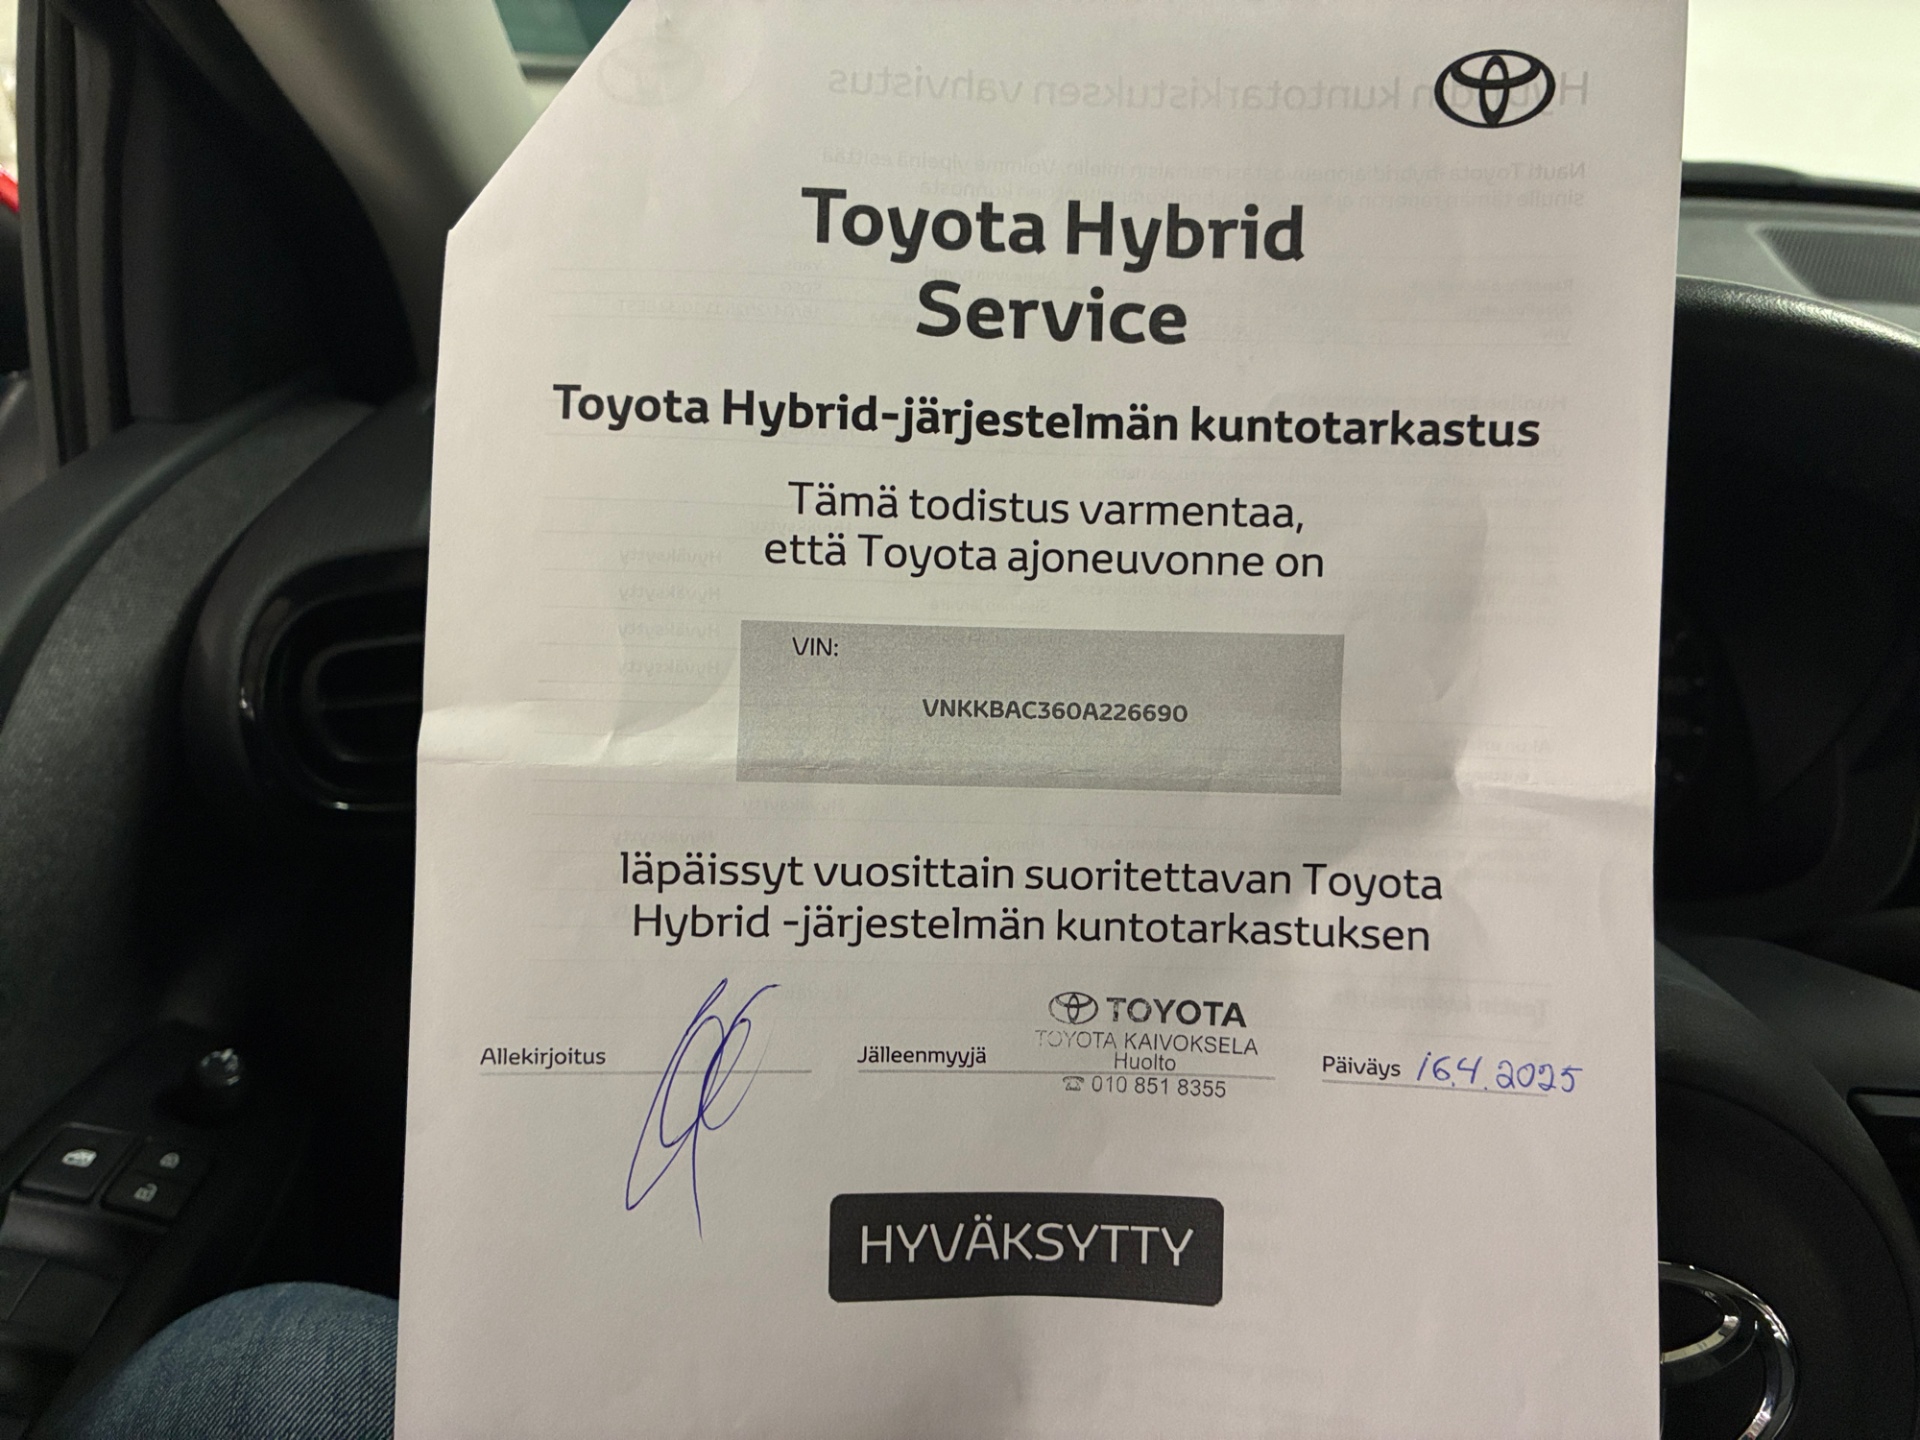 Toyota Hybrid
Service
Toyota Hybrid-järjestelmän kuntotarkastus
Tämä todistus varmentaa,
että Toyota ajoneuvonne on
VIN:
VNKKBAC360A226690
läpäissyt vuosittain suoritettavan Toyota
Hybrid -järjestelmän kuntotarkastuksen
Allekirjoitus
Jälleenmyyjä
TOYOTA
TOYOTA KAIVOKSELA
Huolto
☎ 010 851 8355
Päiväys 16.4.2025
HYVÄKSYTTY